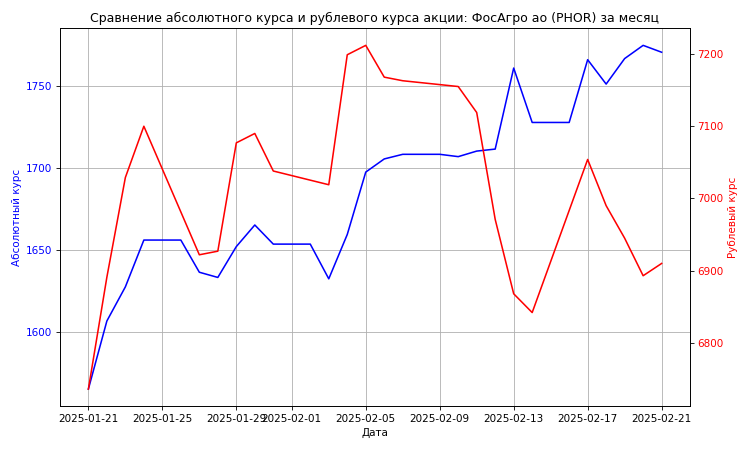 Сравнение абсолютного курса и рублевого курса акции: ФосАгро ао (PHOR) за месяц
1750
1700
1650
1600
Абсолютный курс
7200
7100
7000
6900
6800
Рублевый курс
2025-01-21 2025-01-25 2025-01-29 2025-02-01 2025-02-05 2025-02-09 2025-02-13 2025-02-17 2025-02-21
Дата